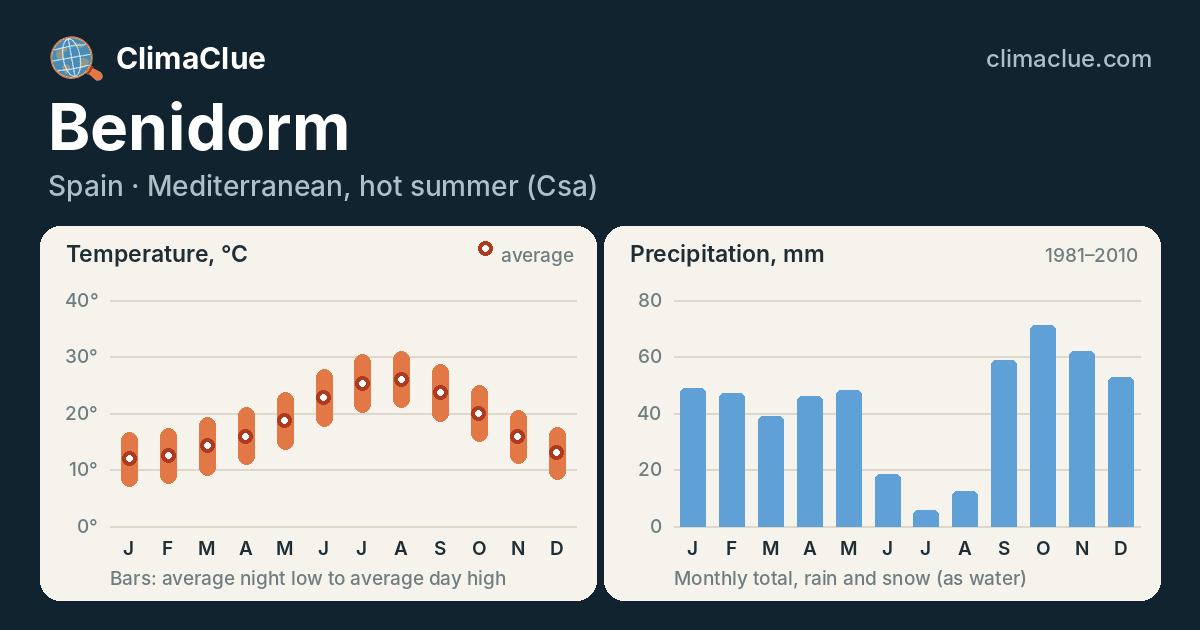 ClimaClue
climaclue.com
Benidorm
Spain · Mediterranean, hot summer (Csa)
Temperature, °C
average
40°
30°
20°
10°
0°
J F M A M J J A S O N D
Bars: average night low to average day high
Precipitation, mm
1981–2010
80
60
40
20
0
J F M A M J J A S O N D
Monthly total, rain and snow (as water)